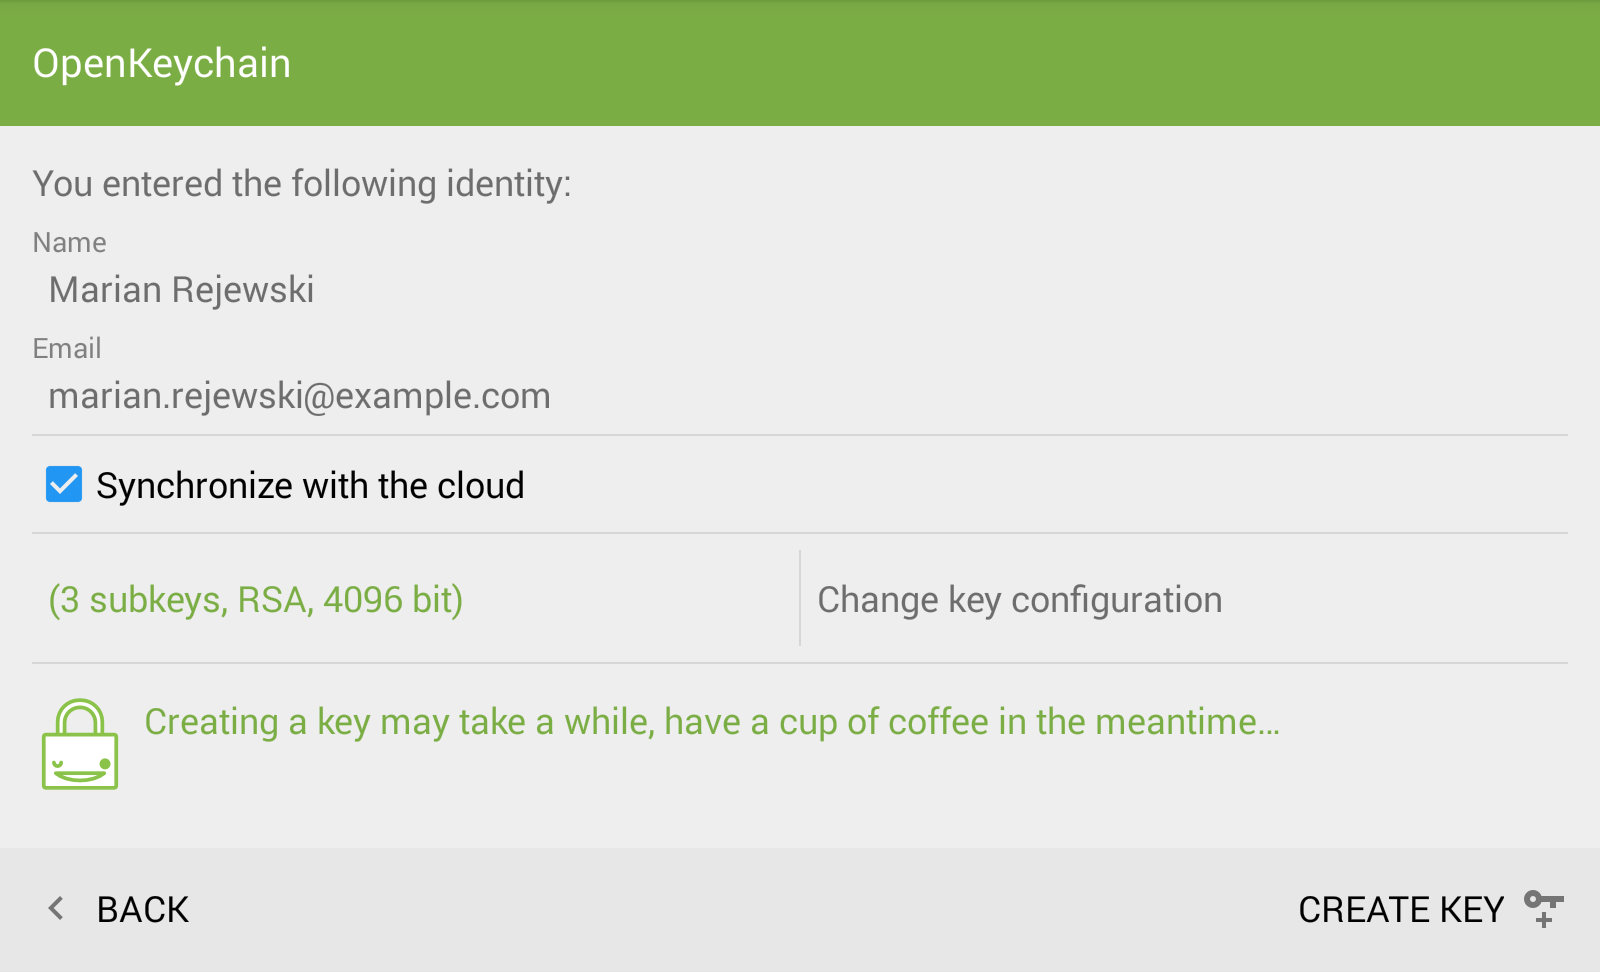 OpenKeychain
You entered the following identity:
Name
Marian Rejewski
Email
marian.rejewski@example.com
Synchronize with the cloud
(3 subkeys, RSA, 4096 bit)
Change key configuration
Creating a key may take a while, have a cup of coffee in the meantime…
BACK
CREATE KEY